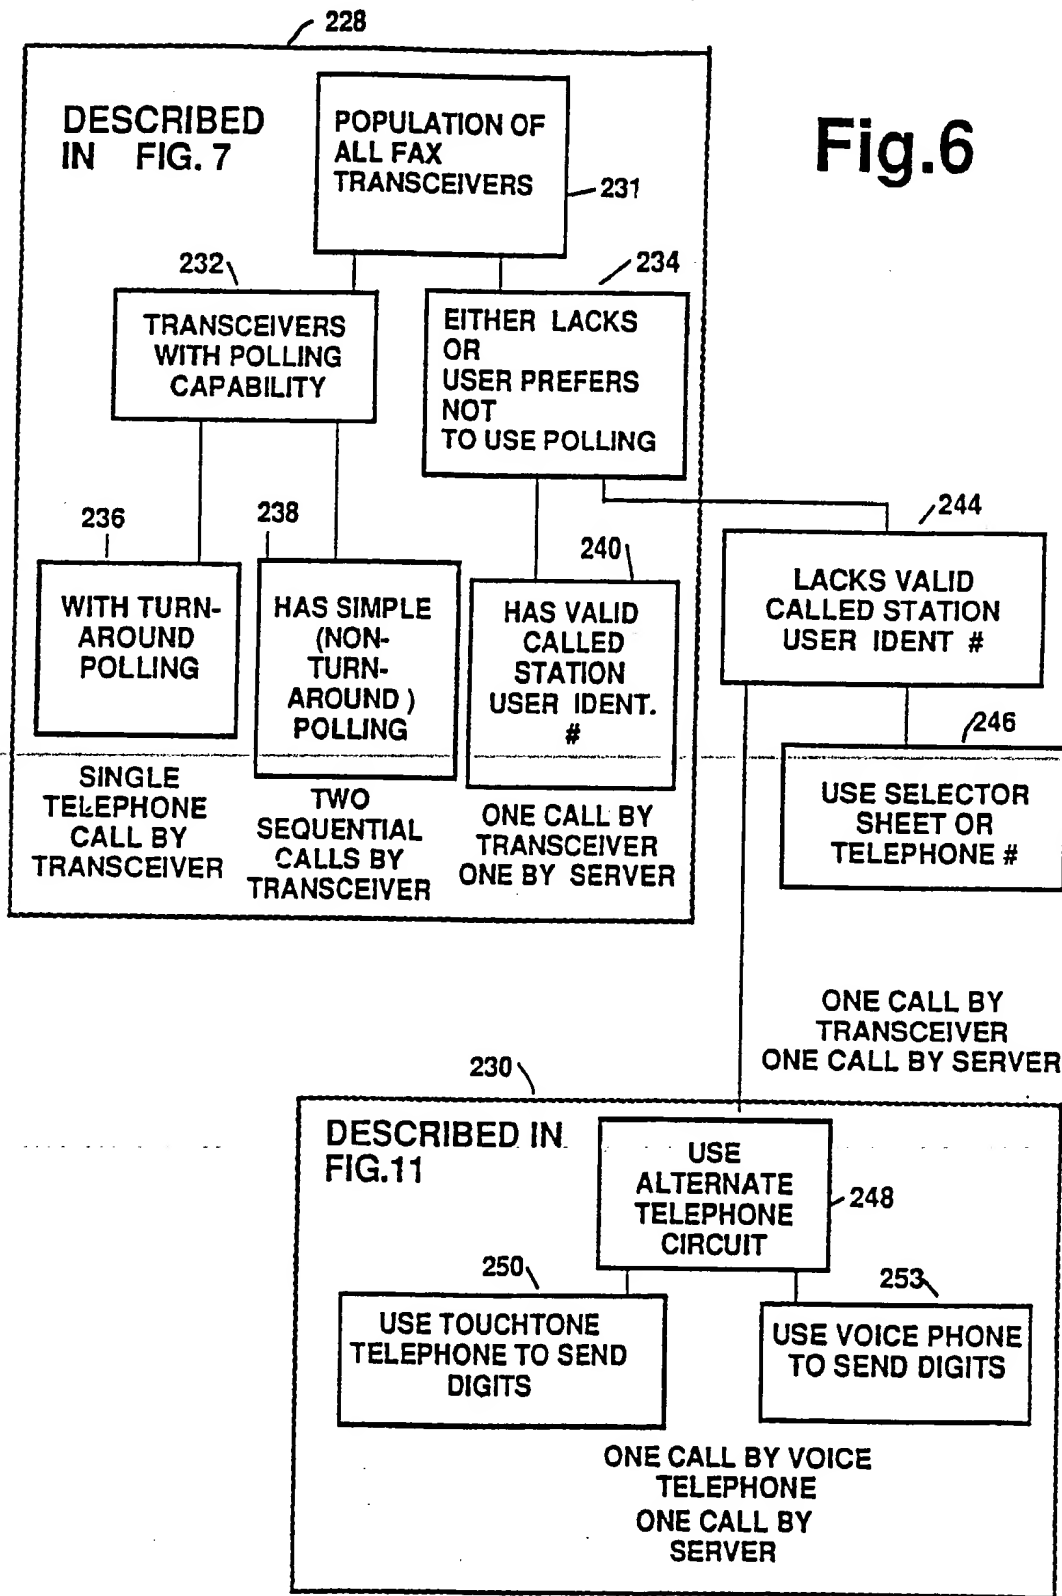 228
DESCRIBED
IN FIG. 7
POPULATION OF
ALL FAX
TRANSCEIVERS
231
Fig.6
232
TRANSCEIVERS
WITH POLLING
CAPABILITY
234
EITHER LACKS
OR
USER PREFERS
NOT
TO USE POLLING
236
WITH TURN-
AROUND
POLLING
238
HAS SIMPLE
(NON-
TURN-
AROUND )
POLLING
240
HAS VALID
CALLED
STATION
USER IDENT.
#
244
LACKS VALID
CALLED STATION
USER IDENT #
246
USE SELECTOR
SHEET OR
TELEPHONE #
SINGLE
TELEPHONE
CALL BY
TRANSCEIVER
TWO
SEQUENTIAL
CALLS BY
TRANSCEIVER
ONE CALL BY
TRANSCEIVER
ONE BY SERVER
ONE CALL BY
TRANSCEIVER
ONE CALL BY SERVER
230
DESCRIBED IN
FIG.11
USE
ALTERNATE
TELEPHONE
CIRCUIT
248
250
USE TOUCHTONE
TELEPHONE TO SEND
DIGITS
253
USE VOICE PHONE
TO SEND DIGITS
ONE CALL BY VOICE
TELEPHONE
ONE CALL BY
SERVER